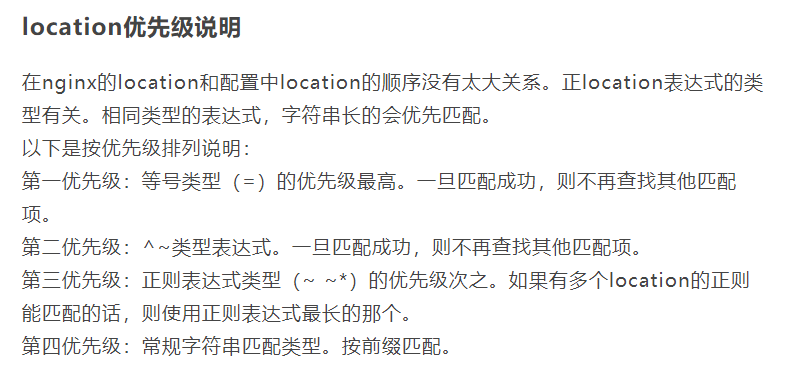 location优先级说明
在nginx的location和配置中location的顺序没有太大关系。正location表达式的类
型有关。相同类型的表达式，字符串长的会优先匹配。
以下是按优先级排列说明：
第一优先级：等号类型（=）的优先级最高。一旦匹配成功，则不再查找其他匹配
项。
第二优先级：^~类型表达式。一旦匹配成功，则不再查找其他匹配项。
第三优先级：正则表达式类型（~ ~*）的优先级次之。如果有多个location的正则
能匹配的话，则使用正则表达式最长的那个。
第四优先级：常规字符串匹配类型。按前缀匹配。